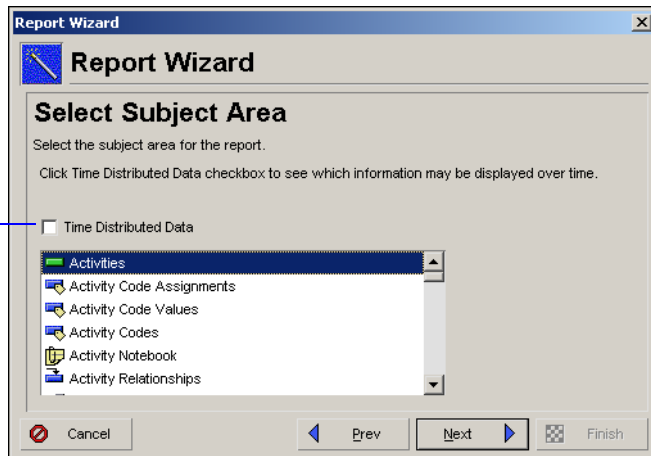 Report Wizard
Report Wizard
Select Subject Area
Select the subject area for the report.
Click Time Distributed Data checkbox to see which information may be displayed over time.
Time Distributed Data
Activities
Activity Code Assignments
Activity Code Values
Activity Codes
Activity Notebook
Activity Relationships
Cancel
Prev
Next
Finish